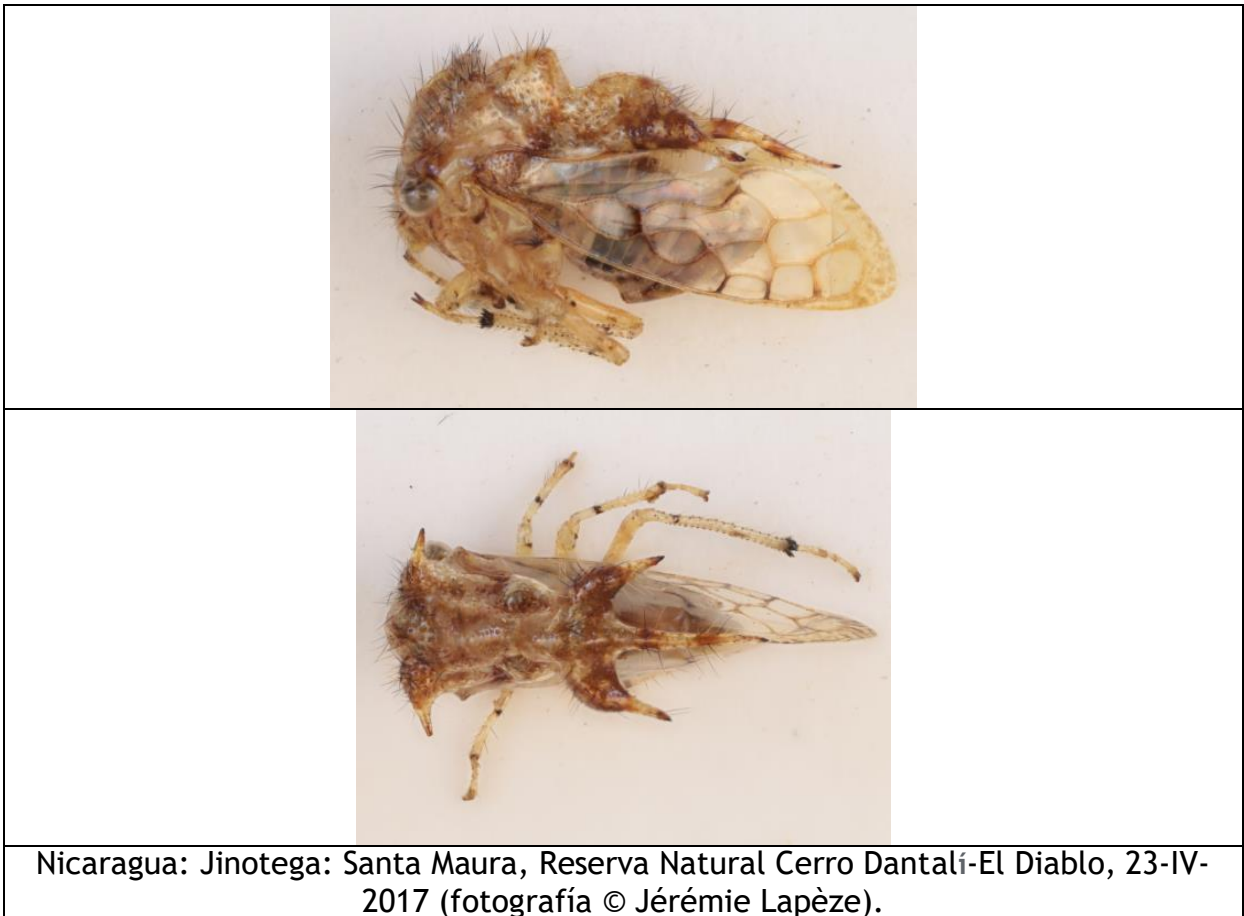 Nicaragua: Jinotega: Santa Maura, Reserva Natural Cerro Dantalí-El Diablo, 23-IV-
2017 (fotografía © Jérémie Lapèze).